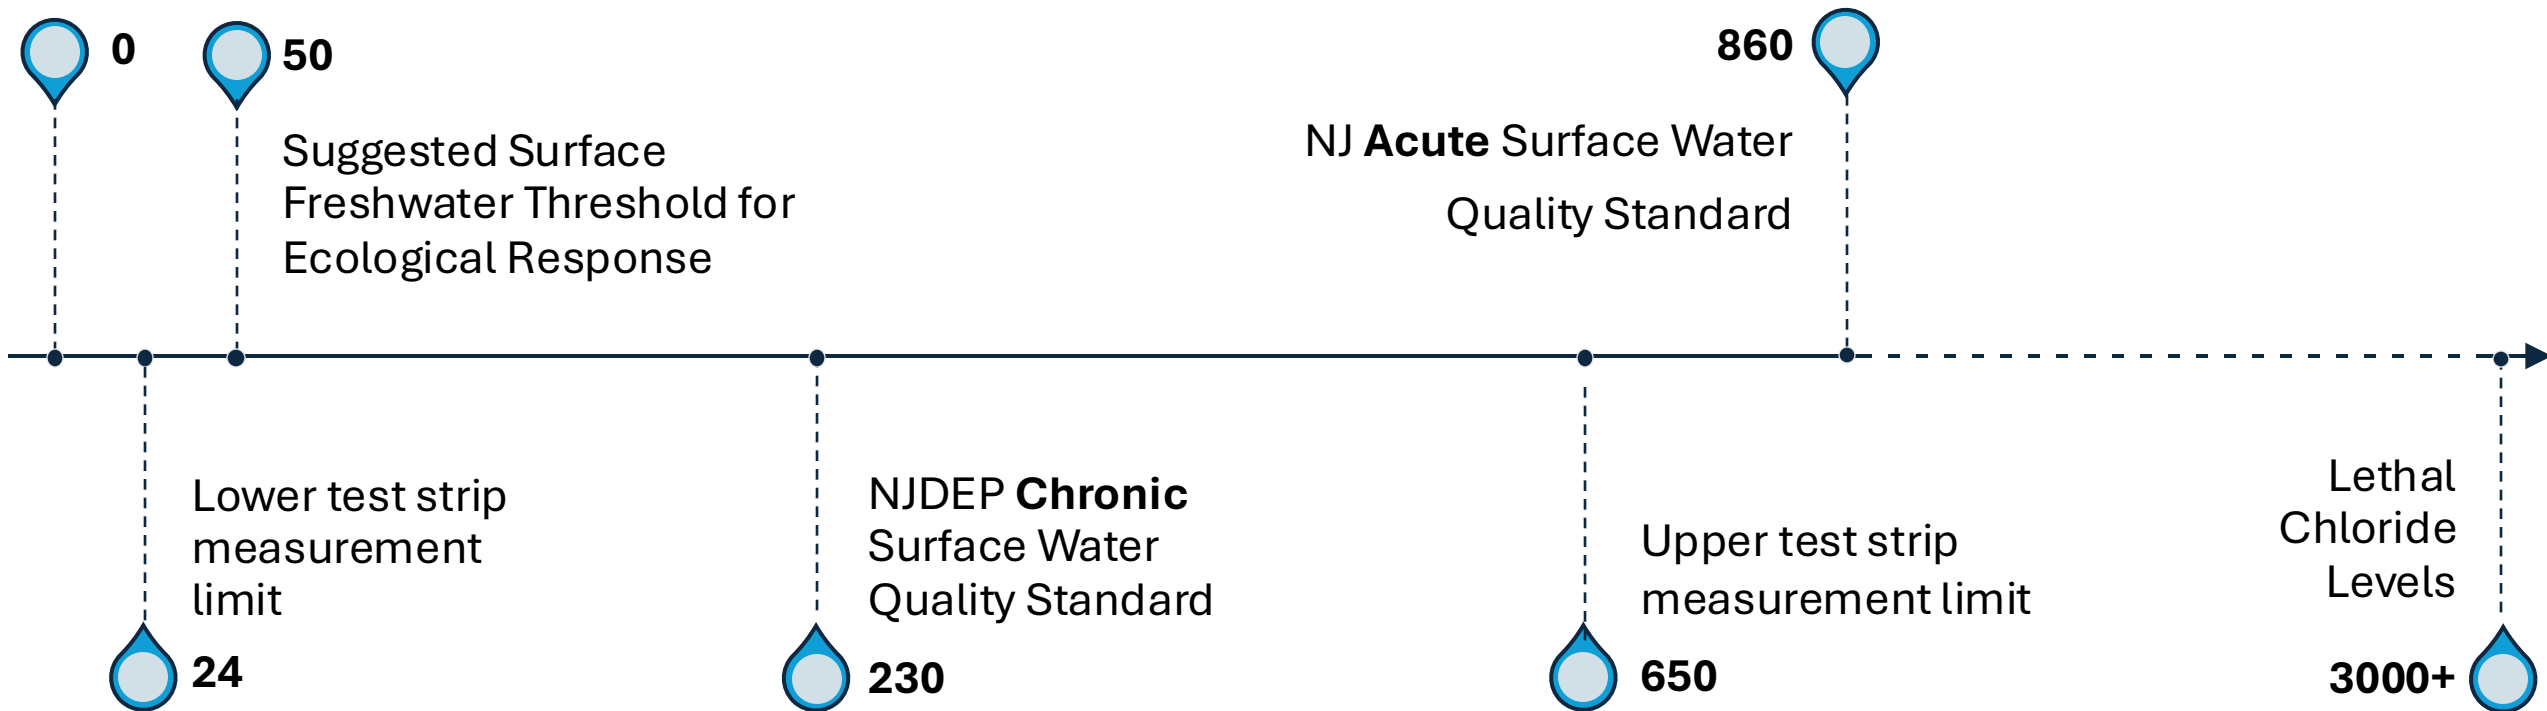 0
50
Suggested Surface
Freshwater Threshold for
Ecological Response
860
NJ Acute Surface Water
Quality Standard
Lower test strip
measurement
limit
24
NJDEP Chronic
Surface Water
Quality Standard
230
Upper test strip
measurement limit
650
Lethal
Chloride
Levels
3000+